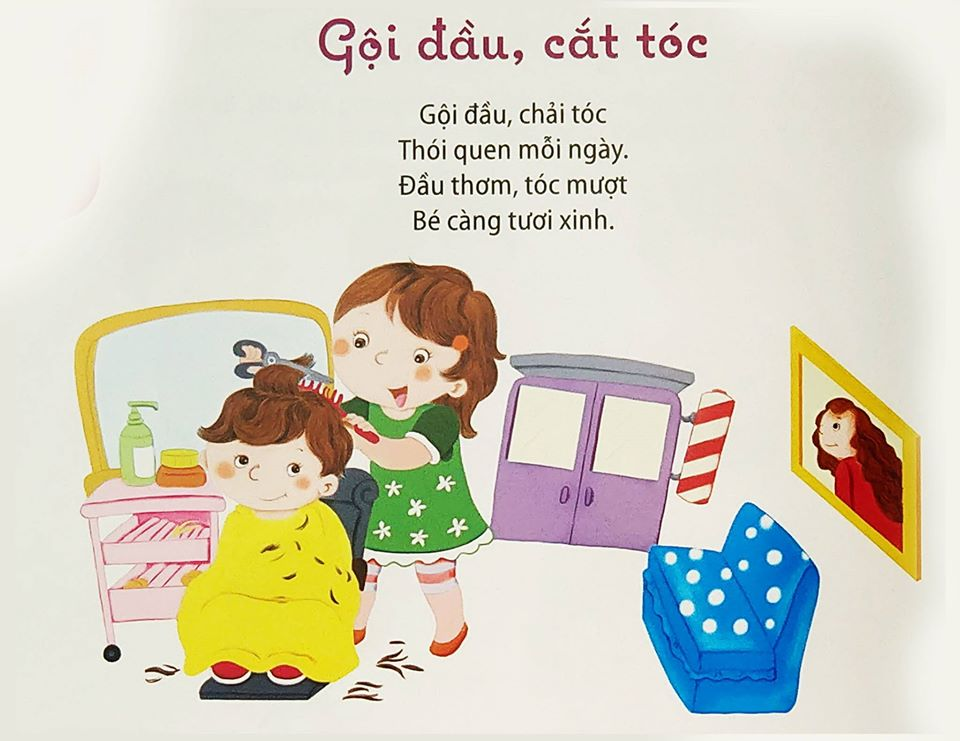 Gội đầu, cắt tóc
Gội đầu, chải tóc
Thói quen mỗi ngày.
Đầu thơm, tóc mượt
Bé càng tươi xinh.